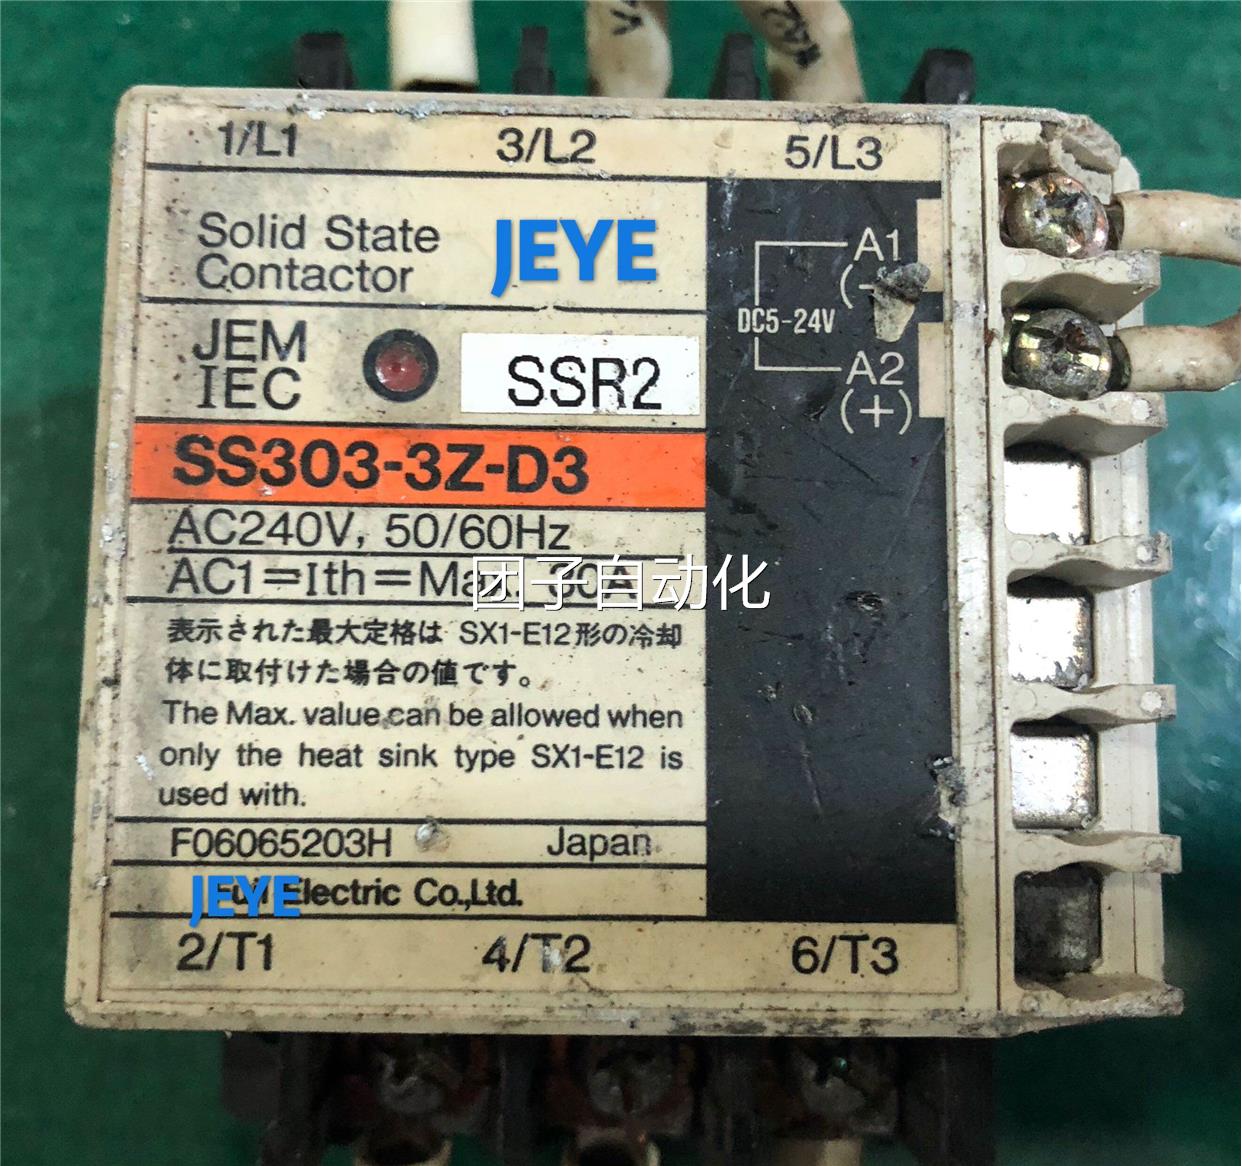 1/L1 3/L2 5/L3
Solid State
Contactor
JEYE
JEM
IEC
SSR2
A1
DC5-24V
A2
(+)
SS303-3Z-D3
AC240V, 50/60Hz
AC1=Ith=Max. 30A
团子自动化
表示された最大定格は SX1-E12形の冷却
体に取付けた場合の値です。
The Max. value can be allowed when
only the heat sink type SX1-E12 is
used with.
F06065203H Japan
JEYE
Electric Co.,Ltd.
2/T1 4/T2 6/T3